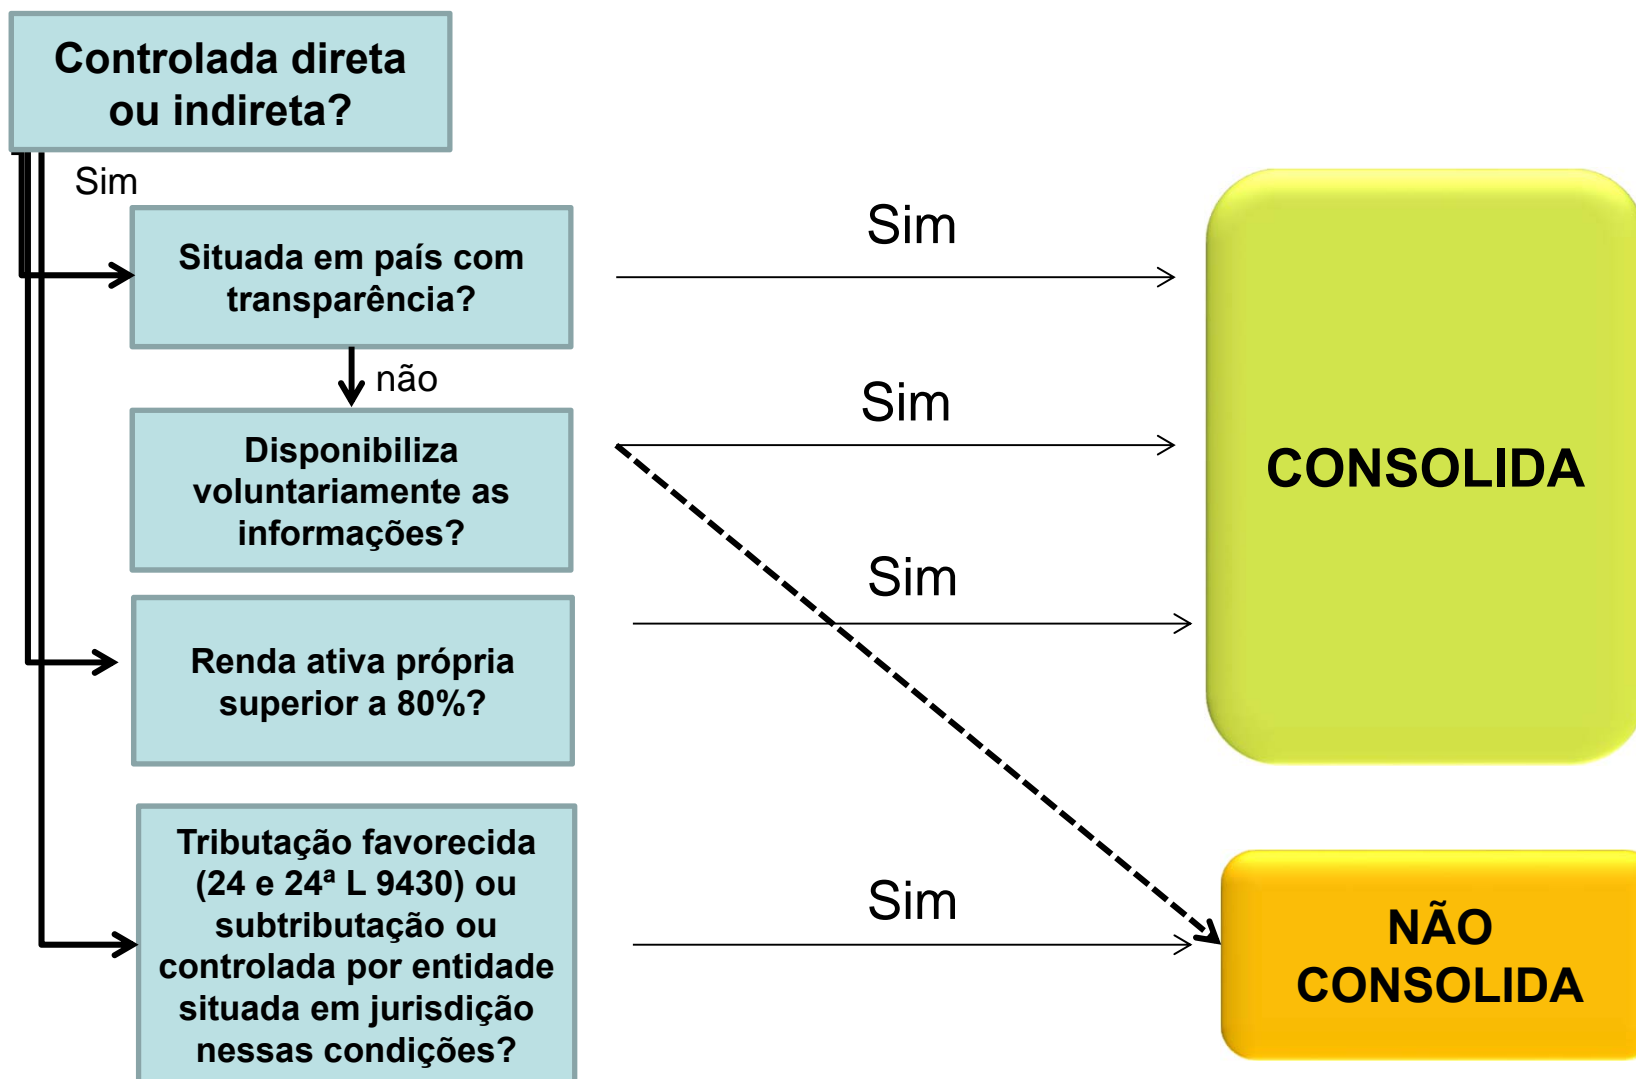 Controlada direta
ou indireta?
Sim
Situada em país com
transparência?
Sim
não
Disponibiliza
voluntariamente as
informações?
Sim
CONSOLIDA
Renda ativa própria
superior a 80%?
Sim
Tributação favorecida
(24 e 24ª L 9430) ou
subtributação ou
controlada por entidade
situada em jurisdição
nessas condições?
Sim
NÃO
CONSOLIDA